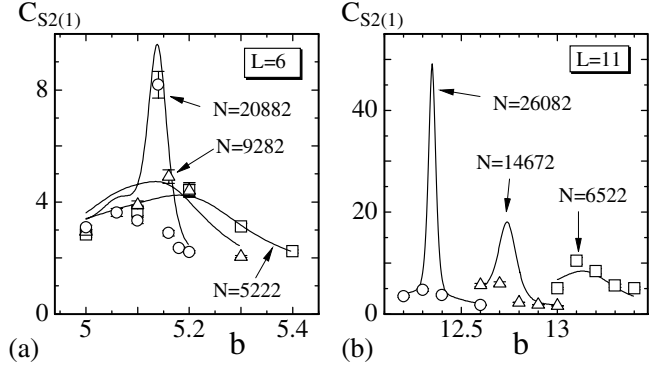 C_{S2(1)}
8
4
0
L=6
N=20882
N=9282
N=5222
5
5.2
5.4
(a)
b
C_{S2(1)}
40
20
0
L=11
N=26082
N=14672
N=6522
12.5
13
(b)
b